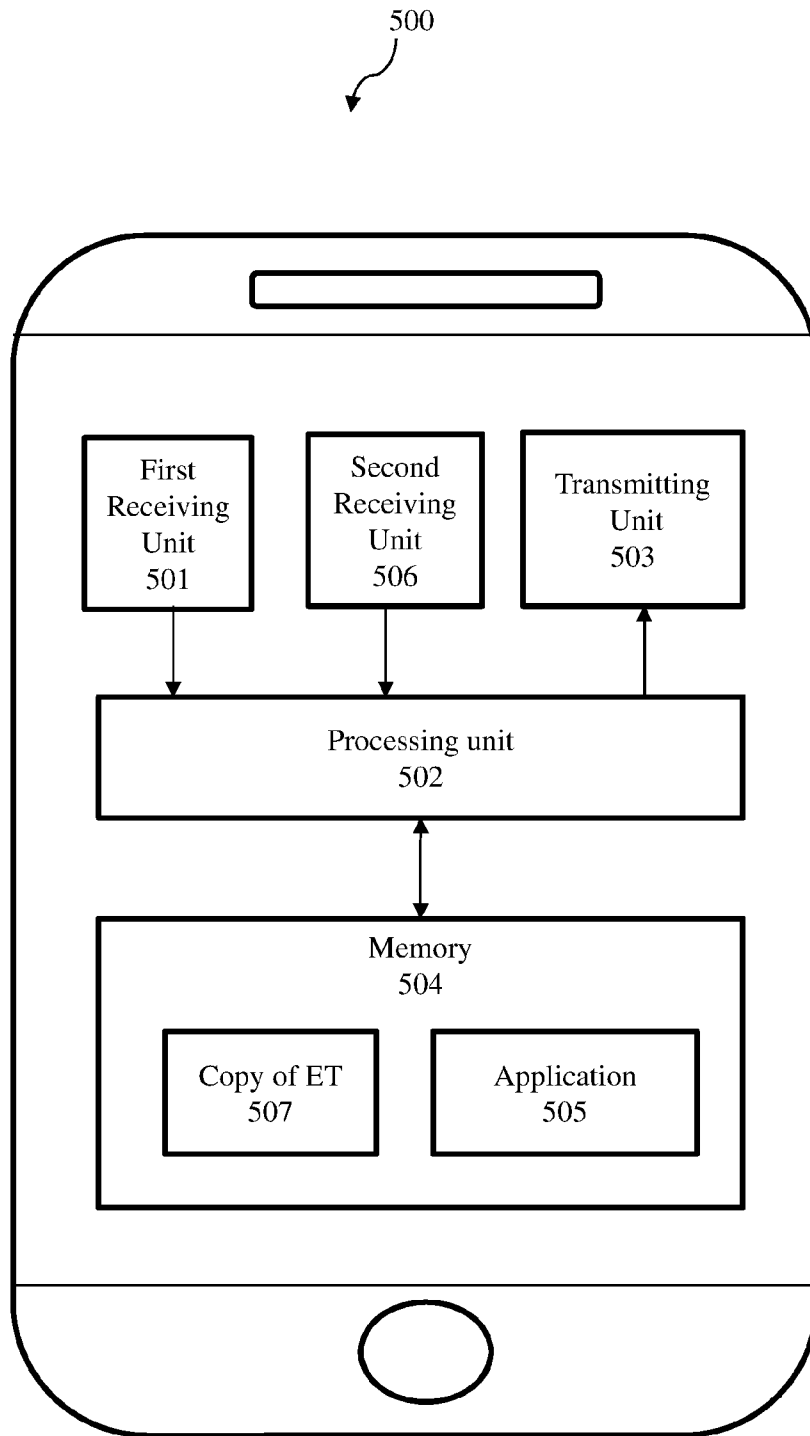 500
First
Receiving
Unit
501
Second
Receiving
Unit
506
Transmitting
Unit
503
Processing unit
502
Memory
504
Copy of ET
507
Application
505